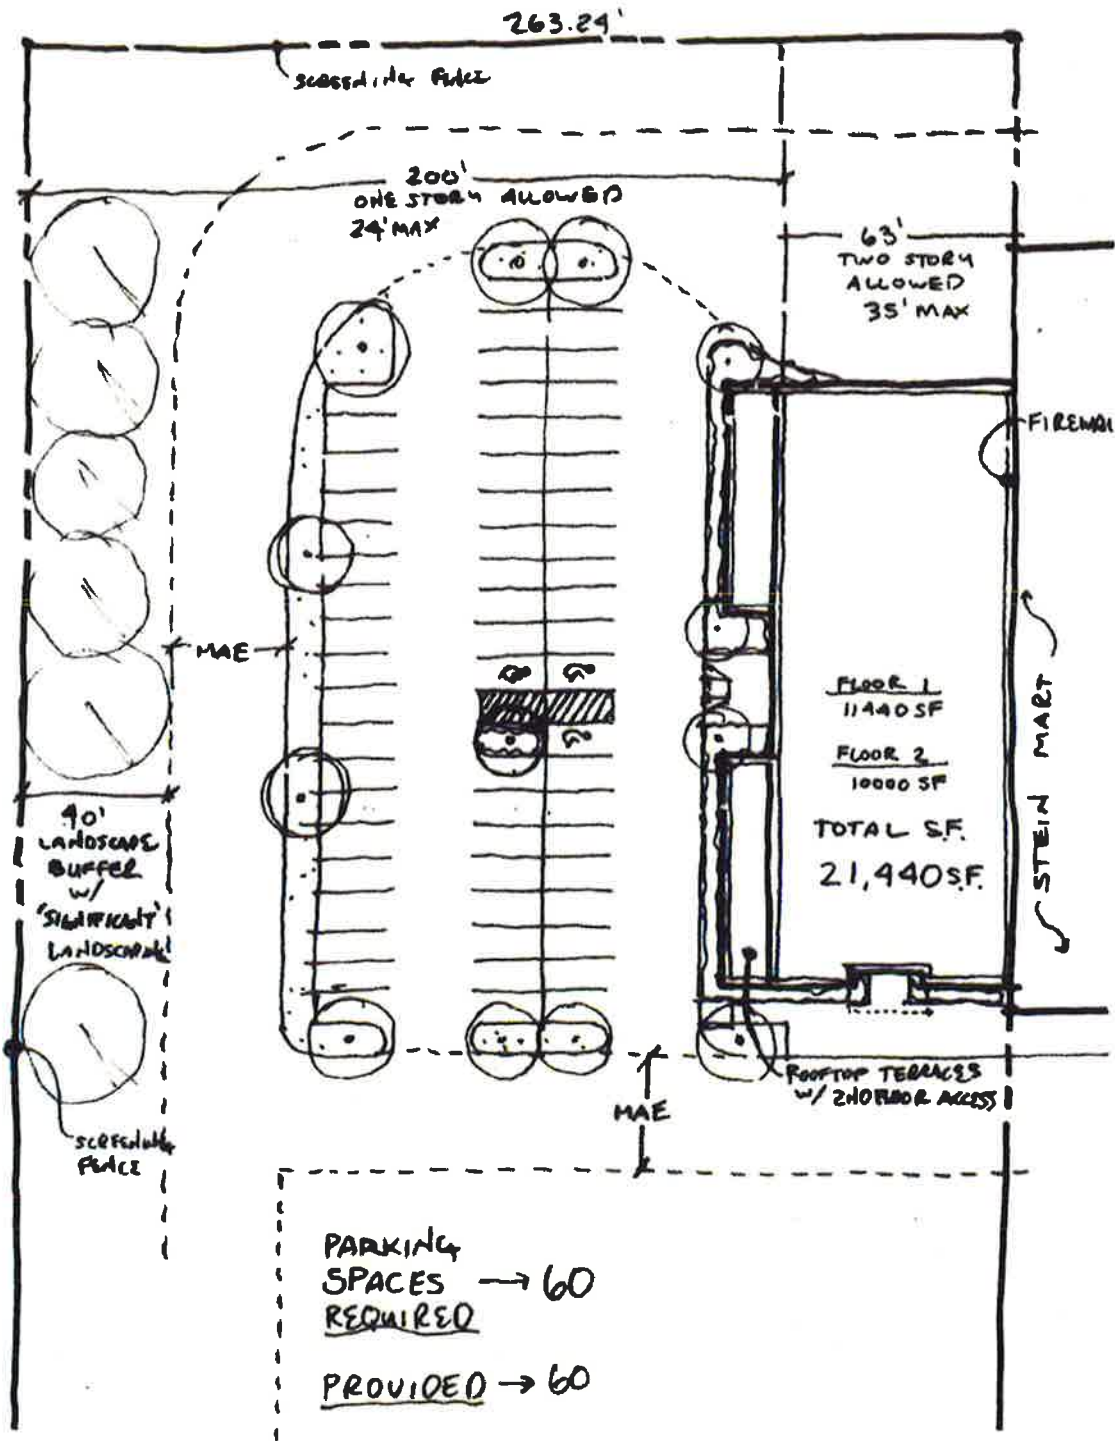 263.24'
SCREENING FENCE
200'
ONE STORY ALLOWED
24' MAX
63'
TWO STORY
ALLOWED
35' MAX
FIREWAL
MAE
FLOOR 1
11440 SF
FLOOR 2
10000 SF
TOTAL S.F.
21,440 S.F.
STEIN MART
40'
LANDSCAPE
BUFFER
W/
'SIGNIFICANT'
LANDSCAPING
ROOFTOP TERRACES
W/ 2ND FLOOR ACCESS
MAE
SCREENING
FENCE
PARKING
SPACES → 60
REQUIRED
PROVIDED → 60